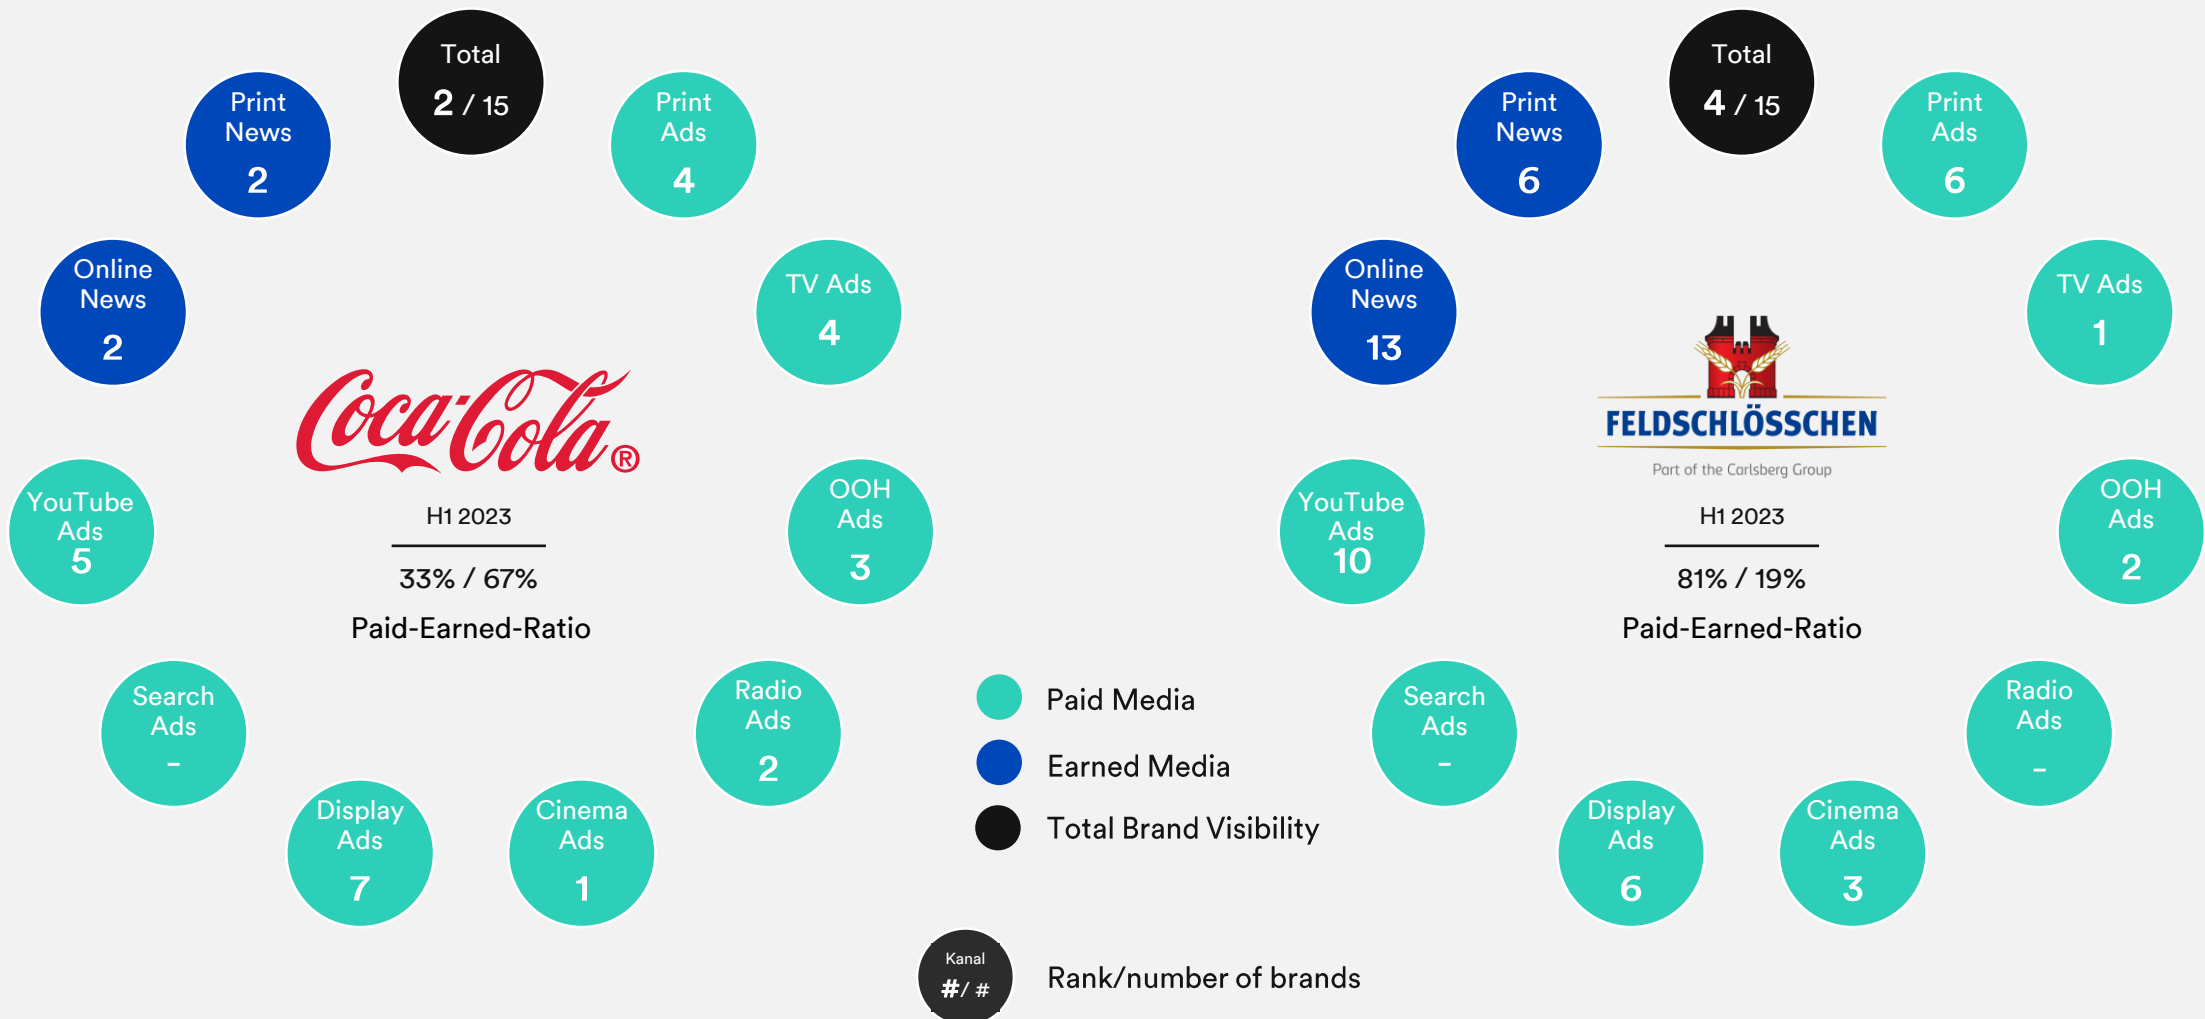 Total
2 / 15
Print
News
2
Print
Ads
4
Online
News
2
TV Ads
4
Coca-Cola®
YouTube
Ads
5
H1 2023
33% / 67%
Paid-Earned-Ratio
OOH
Ads
3
Search
Ads
-
Radio
Ads
2
Display
Ads
7
Cinema
Ads
1
Paid Media
Earned Media
Total Brand Visibility
Kanal
#/ #
Rank/number of brands
Total
4 / 15
Print
News
6
Print
Ads
6
Online
News
13
TV Ads
1
FELDSCHLÖSSCHEN
Part of the Carlsberg Group
YouTube
Ads
10
H1 2023
81% / 19%
Paid-Earned-Ratio
OOH
Ads
2
Search
Ads
-
Radio
Ads
-
Display
Ads
6
Cinema
Ads
3